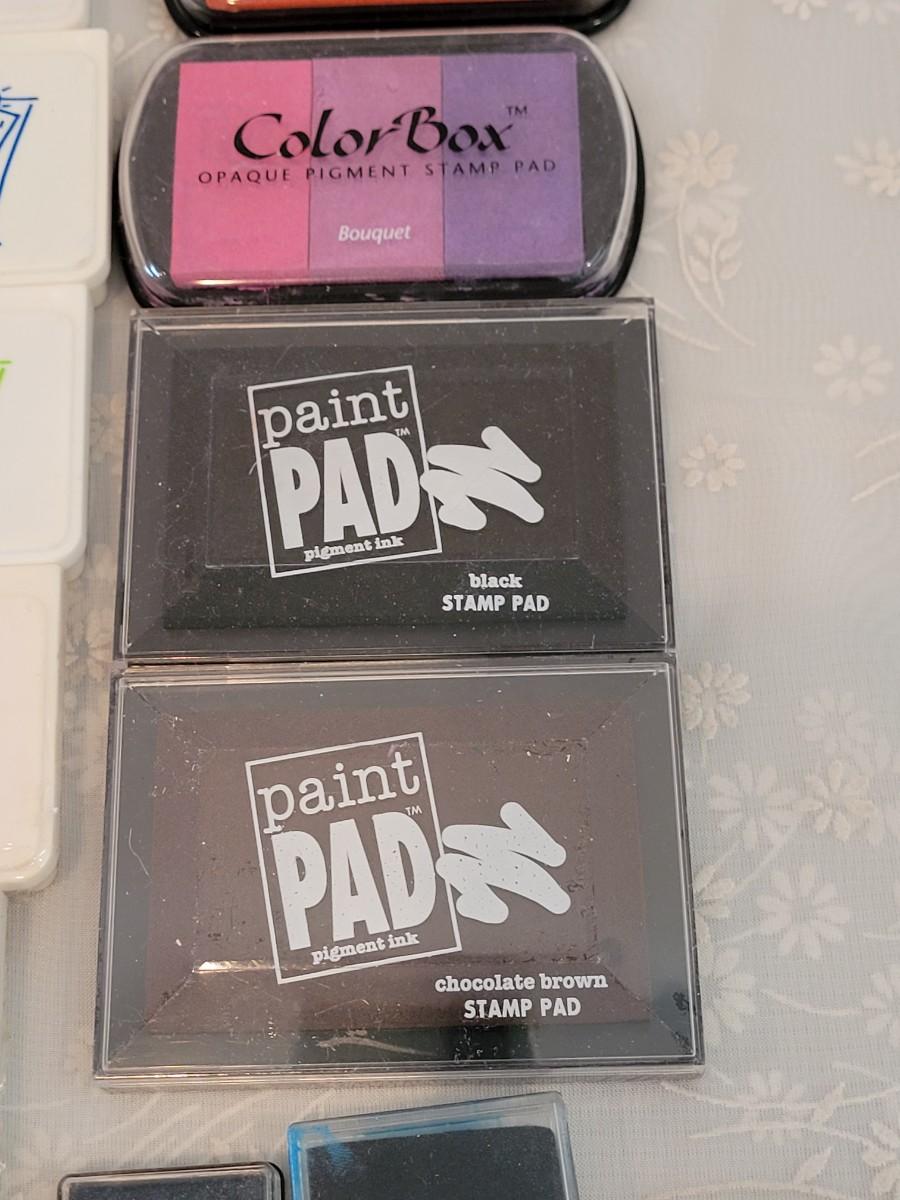 ColorBox™
OPAQUE PIGMENT STAMP PAD
Bouquet
paint
PAD™
pigment ink
black
STAMP PAD
paint
PAD™
pigment ink
chocolate brown
STAMP PAD